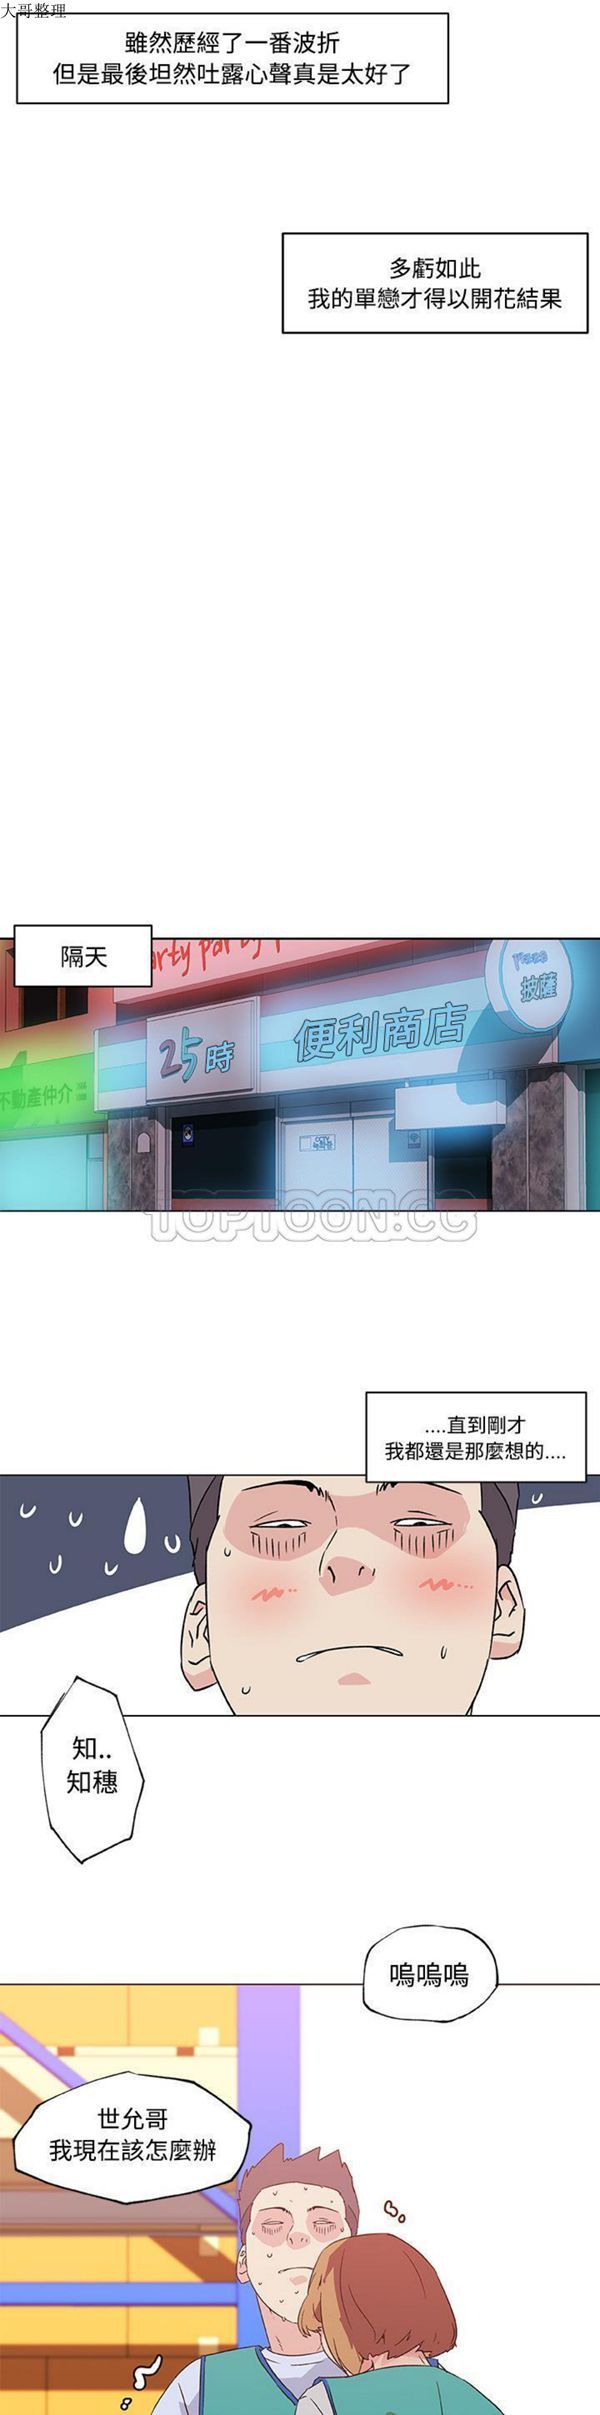 大哥整理
雖然歷經了一番波折
但是最後坦然吐露心聲真是太好了
多虧如此
我的單戀才得以開花結果
隔天
party party
25時
便利商店
Pizza
披薩
不動產仲介
CCTV
TOPTOON.CC
....直到剛才
我都還是那麼想的....
知..
知穗
嗚嗚嗚
世允哥
我現在該怎麼辦